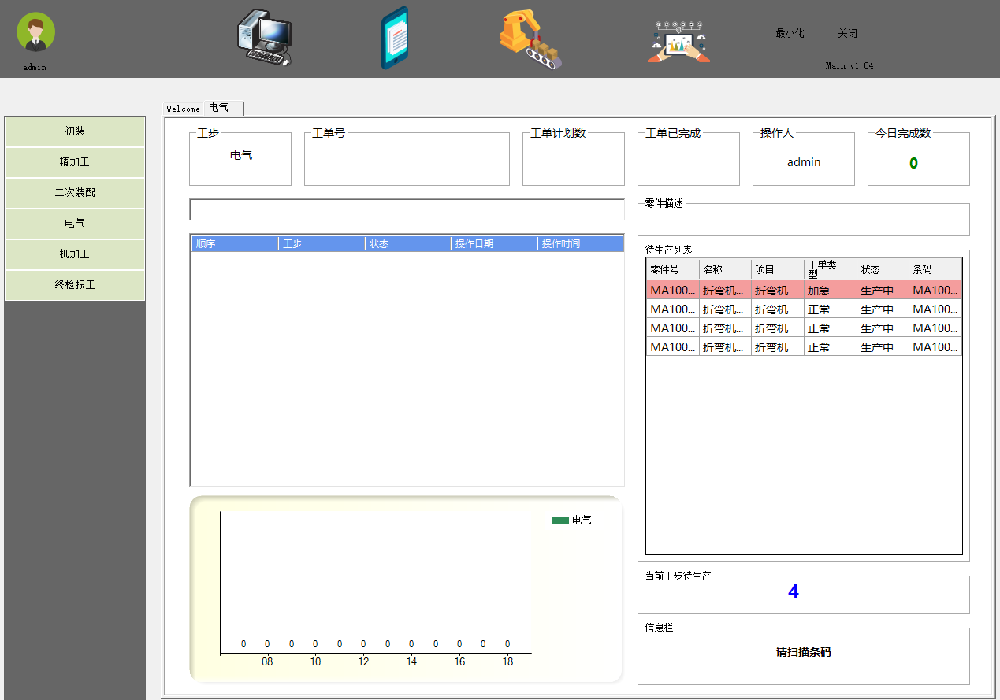 最小化 关闭
admin
Main v1.04
Welcome 电气
初装
精加工
二次装配
电气
机加工
终检报工
工步 工单号 工单计划数 工单已完成 操作人 今日完成数
电气 admin 0
零件描述
顺序 工步 状态 操作日期 操作时间
待生产列表
零件号 名称 项目 工单类型 状态 条码
MA100... 折弯机... 折弯机 加急 生产中 MA100...
MA100... 折弯机... 折弯机 正常 生产中 MA100...
MA100... 折弯机... 折弯机 正常 生产中 MA100...
MA100... 折弯机... 折弯机 正常 生产中 MA100...
电气
0 0 0 0 0 0 0 0 0 0 0 0
08 10 12 14 16 18
当前工步待生产
4
信息栏
请扫描条码